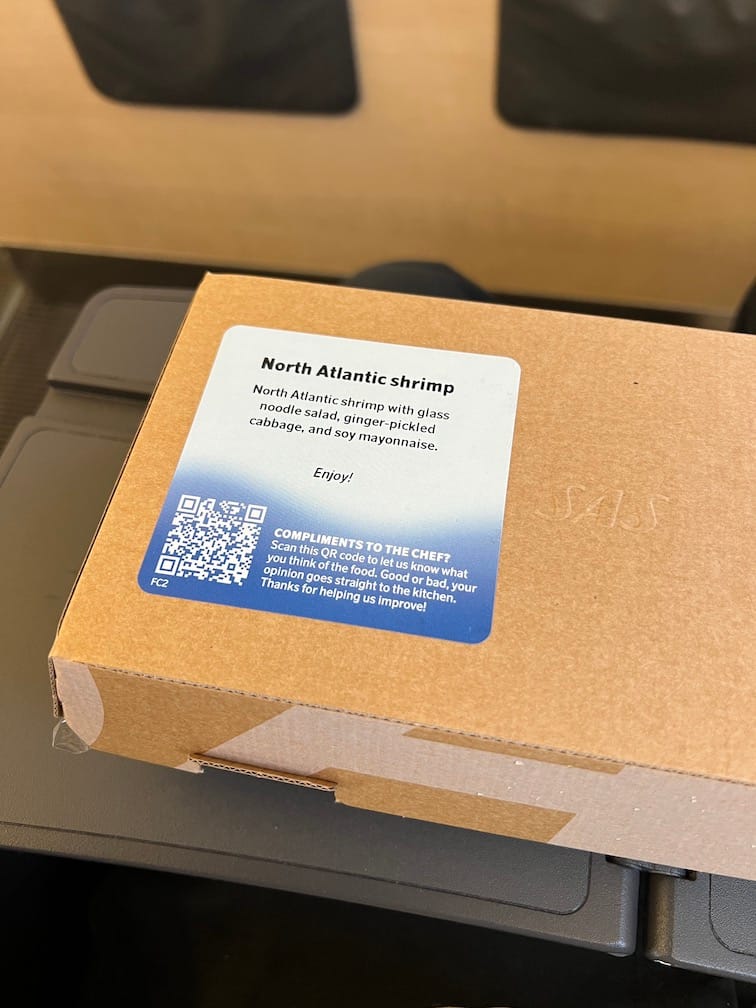 North Atlantic shrimp
North Atlantic shrimp with glass
noodle salad, ginger-pickled
cabbage, and soy mayonnaise.
Enjoy!
COMPLIMENTS TO THE CHEF?
Scan this QR code to let us know what
you think of the food. Good or bad, your
opinion goes straight to the kitchen.
Thanks for helping us improve!
FC2
SAS